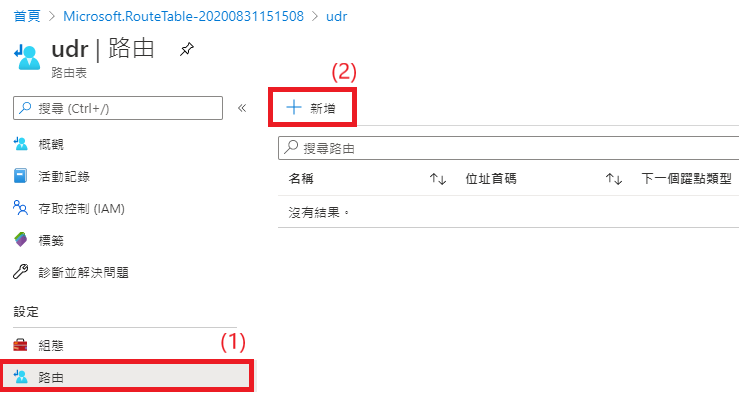 首頁 > Microsoft.RouteTable-20200831151508 > udr
udr | 路由
路由表
搜尋 (Ctrl+/)
«
概觀
活動記錄
存取控制 (IAM)
標籤
診斷並解決問題
設定
組態
(1)
路由
(2)
新增
搜尋路由
名稱 ↑↓ 位址首碼 ↑↓ 下一個躍點類型
沒有結果。